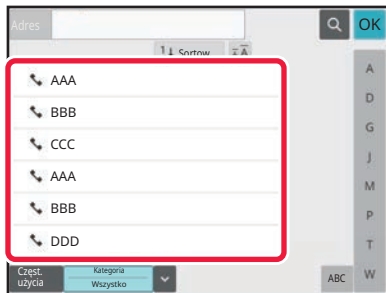 Adres
OK
Sortow.
AAA
BBB
CCC
AAA
BBB
DDD
A
D
G
J
M
P
T
W
Częst. użycia
Kategoria
Wszystko
ABC